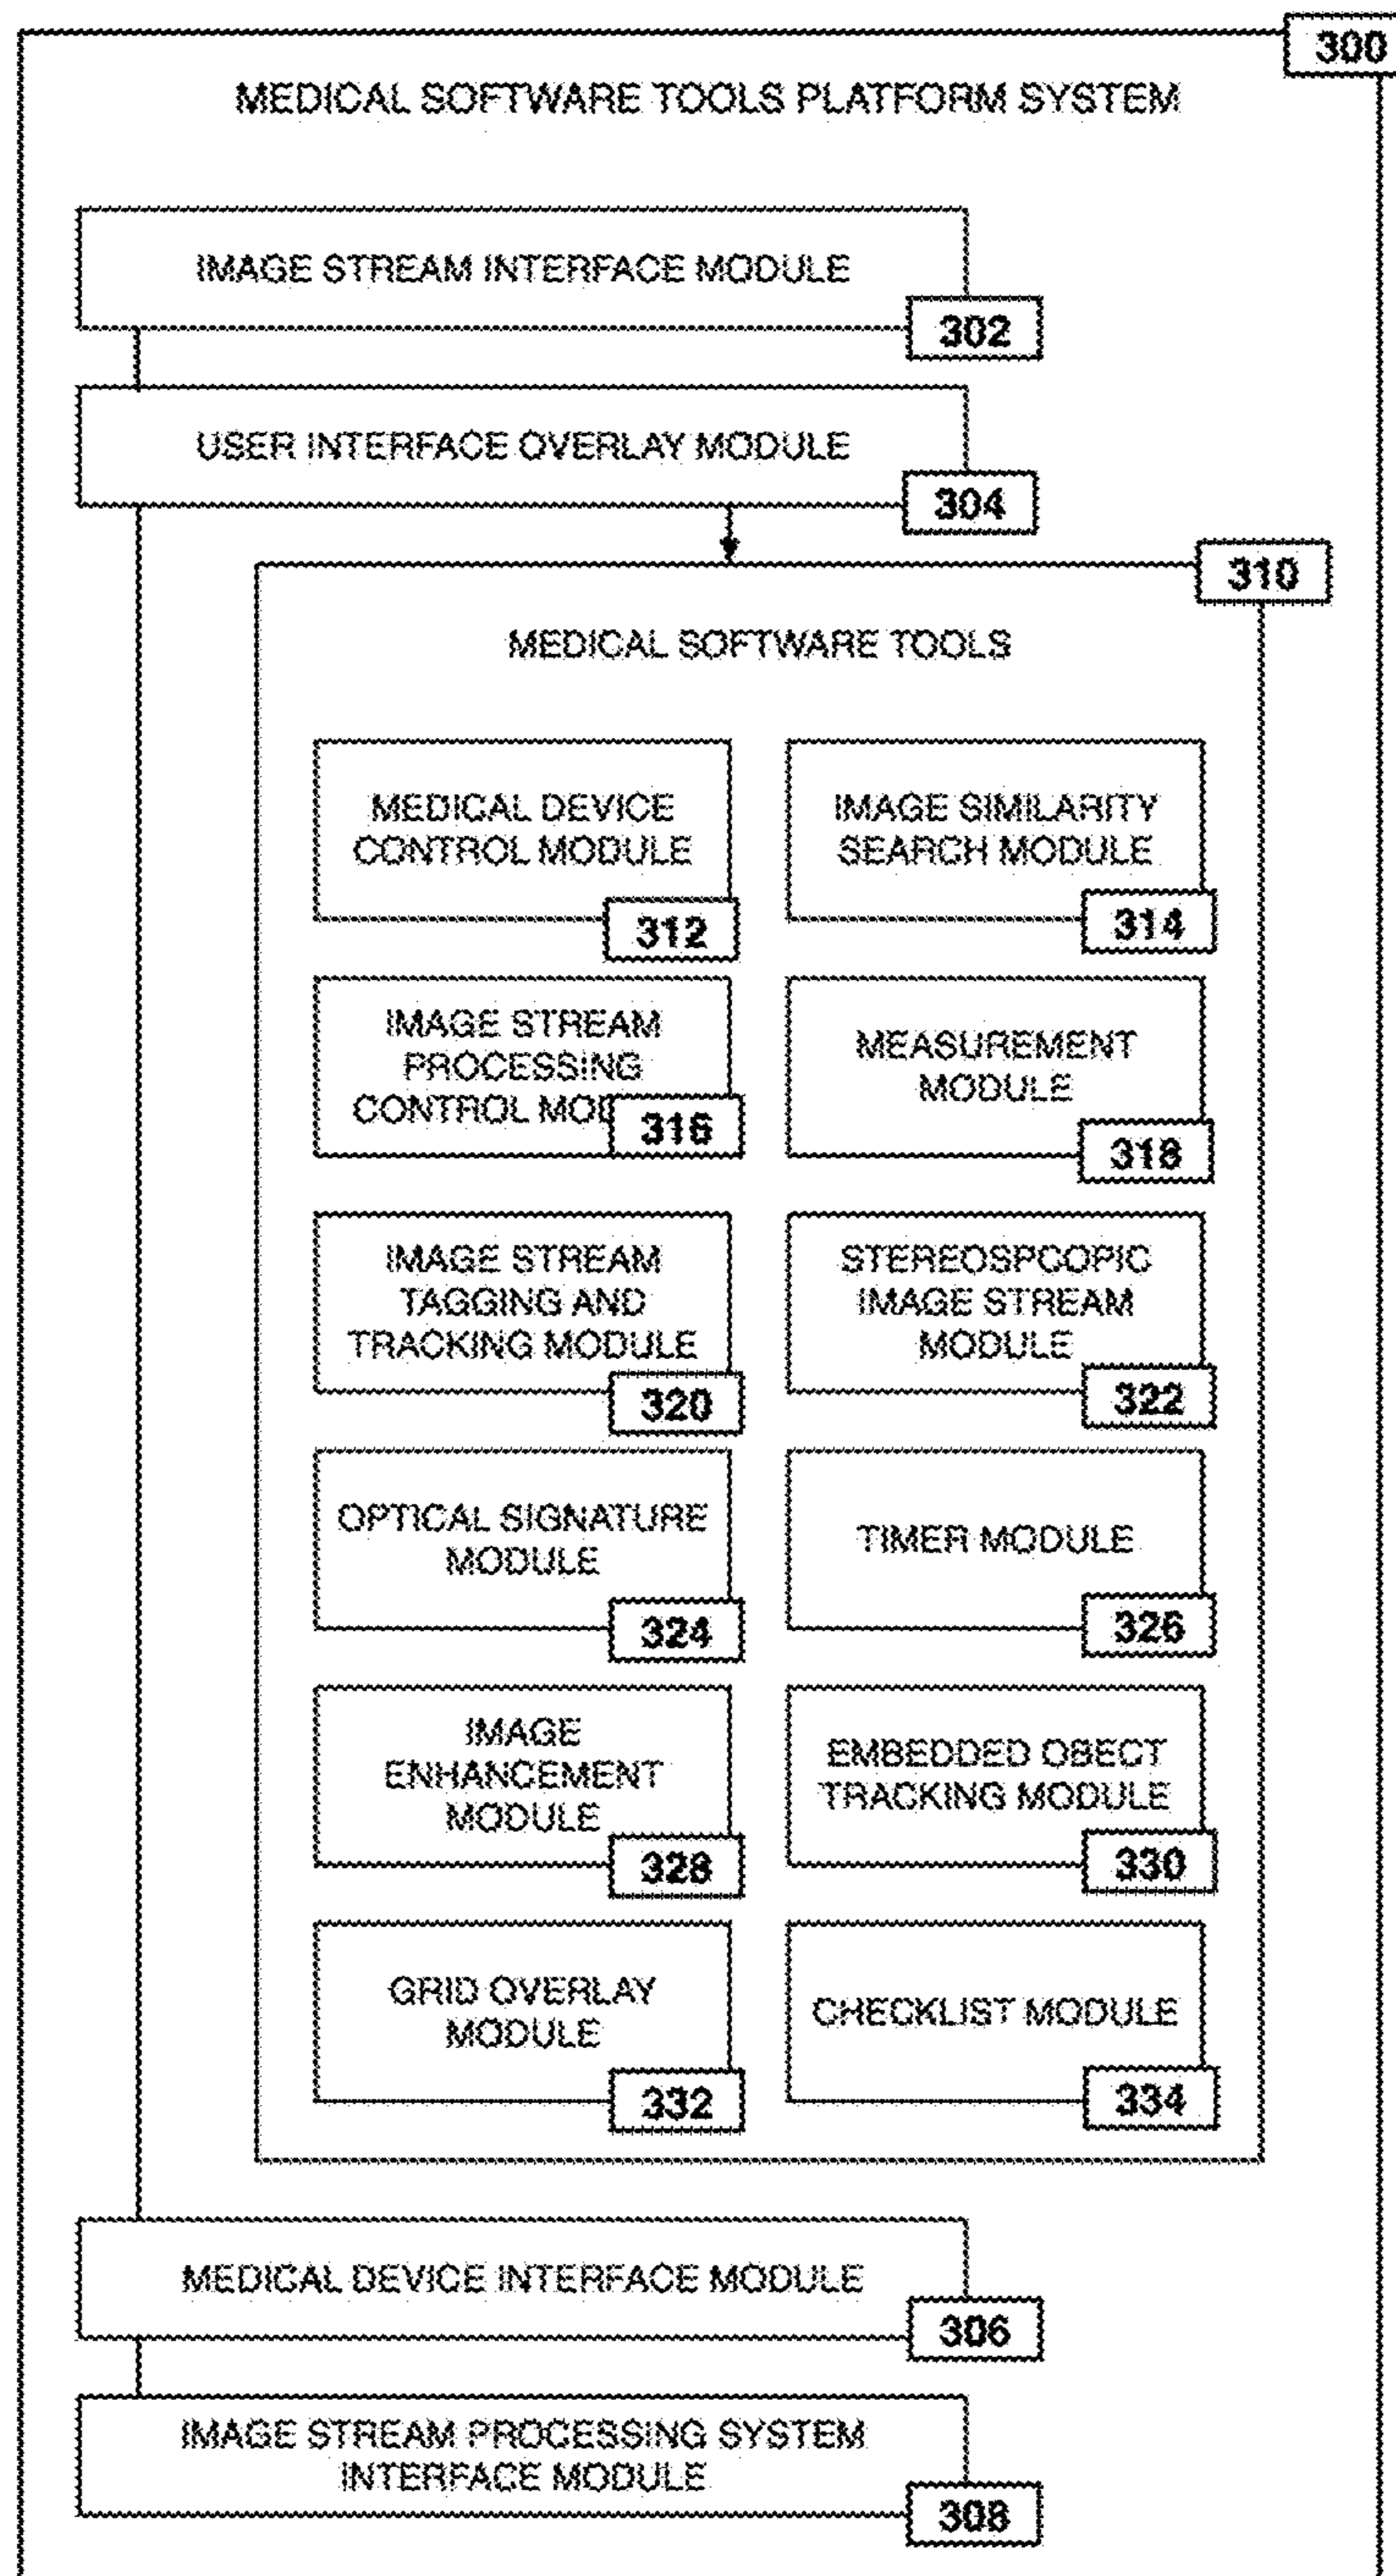 300
MEDICAL SOFTWARE TOOLS PLATFORM SYSTEM
IMAGE STREAM INTERFACE MODULE
302
USER INTERFACE OVERLAY MODULE
304
310
MEDICAL SOFTWARE TOOLS
MEDICAL DEVICE
CONTROL MODULE
312
IMAGE SIMILARITY
SEARCH MODULE
314
IMAGE STREAM
PROCESSING
CONTROL MOD
316
MEASUREMENT
MODULE
318
IMAGE STREAM
TAGGING AND
TRACKING MODULE
320
STEREOSPCOPIC
IMAGE STREAM
MODULE
322
OPTICAL SIGNATURE
MODULE
324
TIMER MODULE
326
IMAGE
ENHANCEMENT
MODULE
328
EMBEDDED OBECT
TRACKING MODULE
330
GRID OVERLAY
MODULE
332
CHECKLIST MODULE
334
MEDICAL DEVICE INTERFACE MODULE
306
IMAGE STREAM PROCESSING SYSTEM
INTERFACE MODULE
308